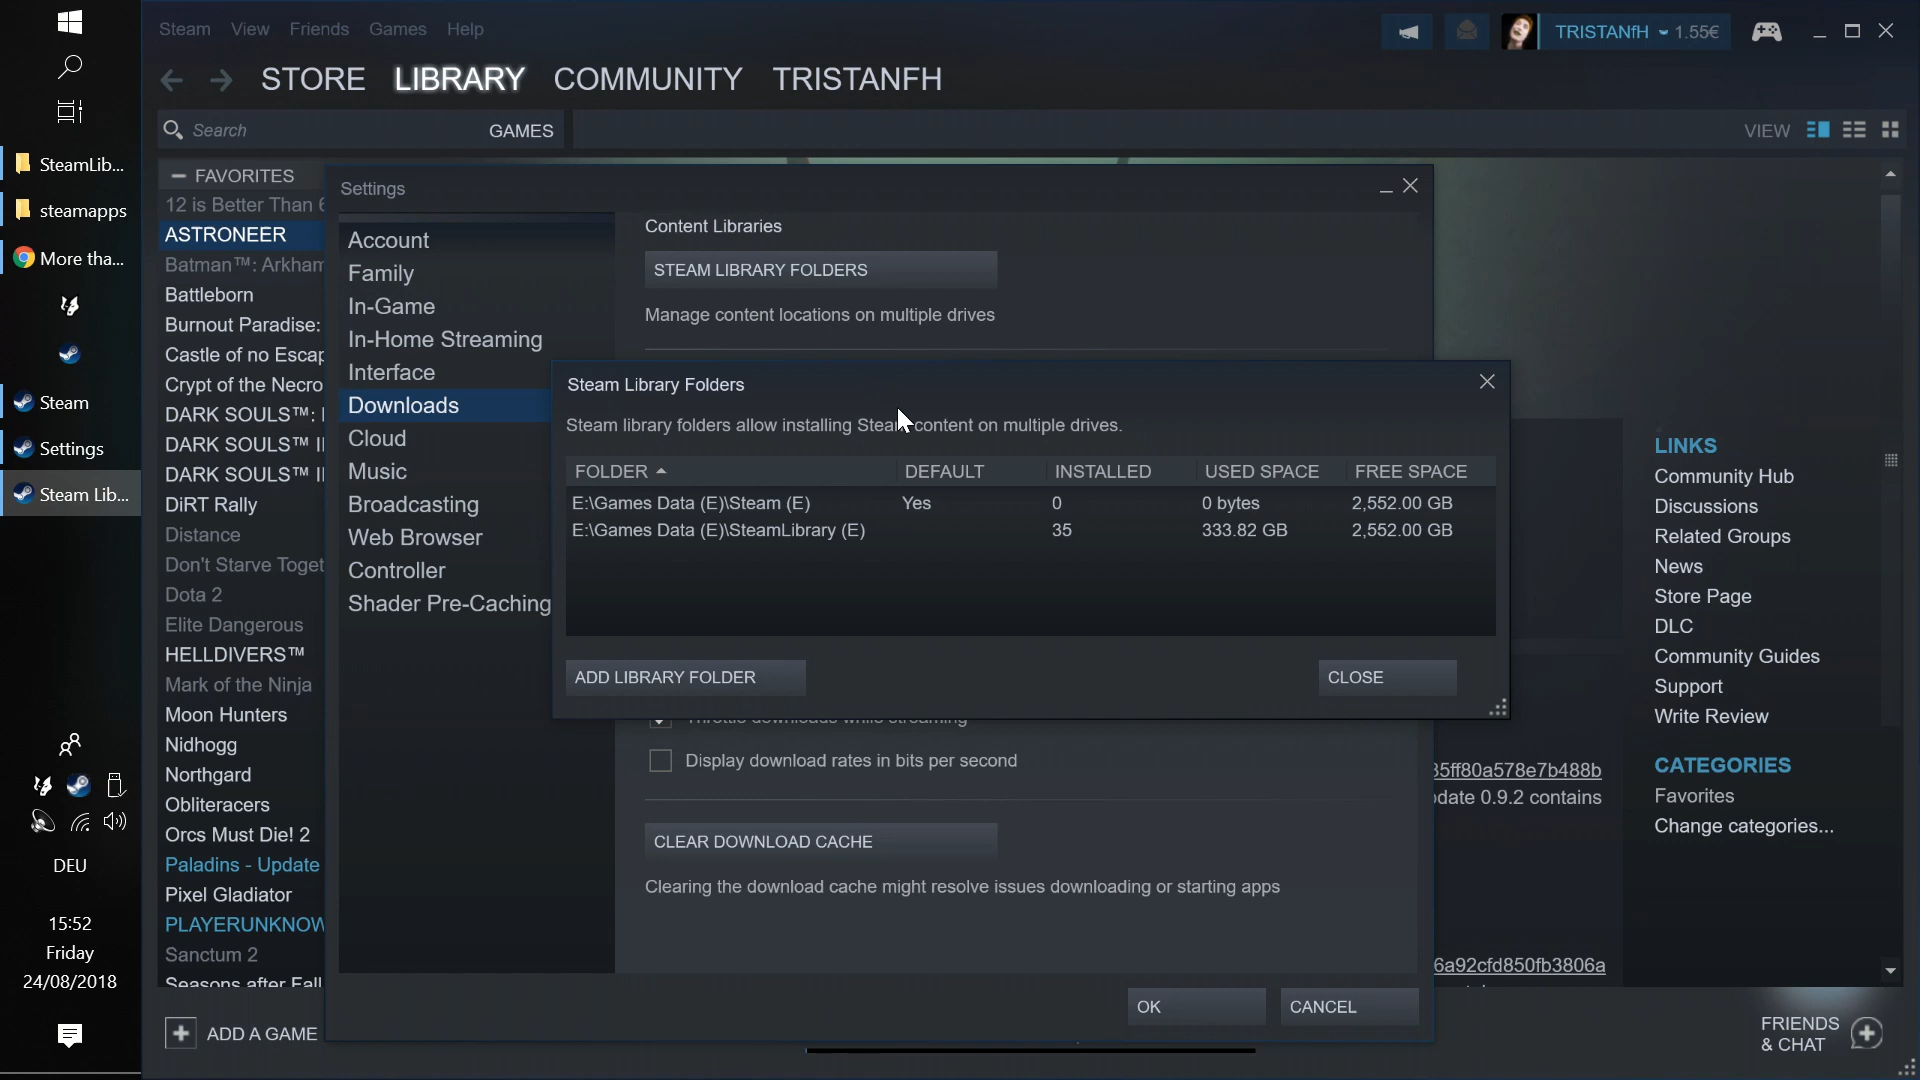 Steam View Friends Games Help
TRISTANfH 1.55€
STORE LIBRARY COMMUNITY TRISTANFH
Search GAMES
VIEW
SteamLib...
steamapps
More tha...
Steam
Settings
Steam Lib...
DEU
15:52
Friday
24/08/2018
FAVORITES
12 is Better Than
ASTRONEER
Batman™: Arkham
Battleborn
Burnout Paradise:
Castle of no Escap
Crypt of the Necro
DARK SOULS™:
DARK SOULS™ II
DARK SOULS™ II
DiRT Rally
Distance
Don't Starve Toget
Dota 2
Elite Dangerous
HELLDIVERS™
Mark of the Ninja
Moon Hunters
Nidhogg
Northgard
Obliteracers
Orcs Must Die! 2
Paladins - Update
Pixel Gladiator
PLAYERUNKNOW
Sanctum 2
Seasons after Fall
ADD A GAME
Settings
Account
Family
In-Game
In-Home Streaming
Interface
Downloads
Cloud
Music
Broadcasting
Web Browser
Controller
Shader Pre-Caching
Content Libraries
STEAM LIBRARY FOLDERS
Manage content locations on multiple drives
Steam Library Folders
Steam library folders allow installing Steam content on multiple drives.
FOLDER DEFAULT INSTALLED USED SPACE FREE SPACE
E:\Games Data (E)\Steam (E) Yes 0 0 bytes 2,552.00 GB
E:\Games Data (E)\SteamLibrary (E) 35 333.82 GB 2,552.00 GB
ADD LIBRARY FOLDER CLOSE
Throttle downloads while streaming
Display download rates in bits per second
CLEAR DOWNLOAD CACHE
Clearing the download cache might resolve issues downloading or starting apps
OK CANCEL
35ff80a578e7b488b
date 0.9.2 contains
6a92cfd850fb3806a
LINKS
Community Hub
Discussions
Related Groups
News
Store Page
DLC
Community Guides
Support
Write Review
CATEGORIES
Favorites
Change categories...
FRIENDS
& CHAT